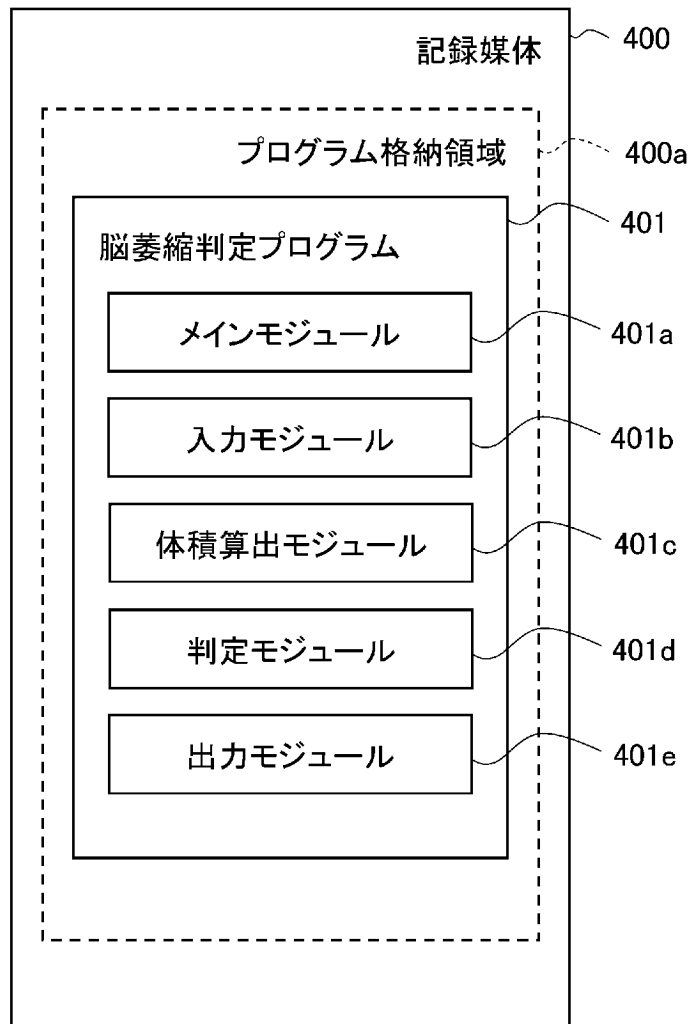 記録媒体
400
プログラム格納領域
400a
脳萎縮判定プログラム
401
メインモジュール
401a
入力モジュール
401b
体積算出モジュール
401c
判定モジュール
401d
出力モジュール
401e